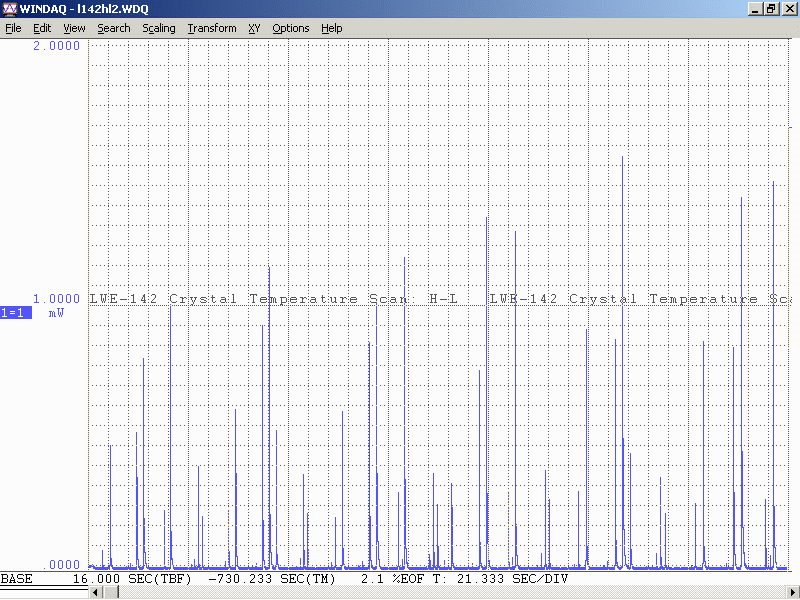 WINDAQ - l142hl2.WDQ
File Edit View Search Scaling Transform XY Options Help
2.0000
1.0000
LWE-142 Crystal Temperature Scan: H-L LWE-142 Crystal Temperature Sca
1=1 mW
.0000
BASE 16.000 SEC(TBF) -730.233 SEC(TM) 2.1 %EOF T: 21.333 SEC/DIV